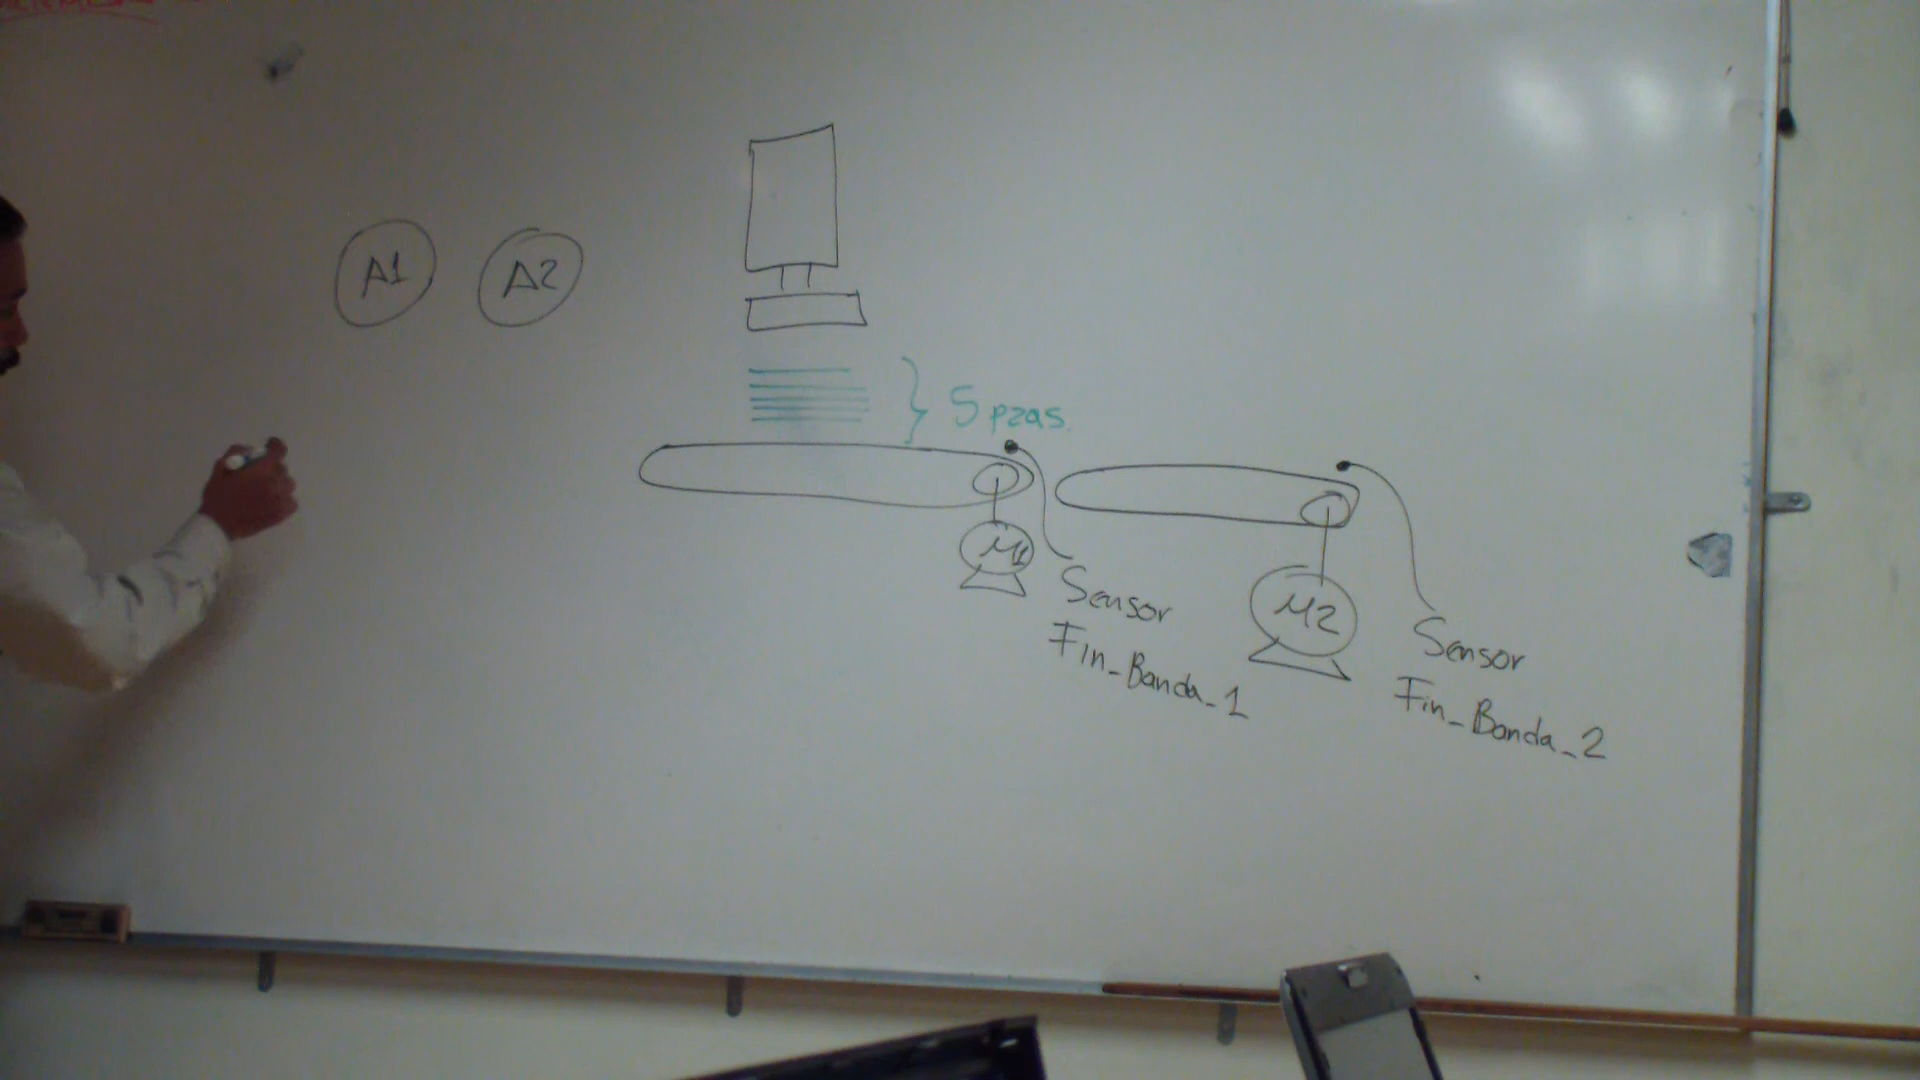 A1
A2
5 pzas.
M1
Sensor
Fin_Banda_1
M2
Sensor
Fin_Banda_2